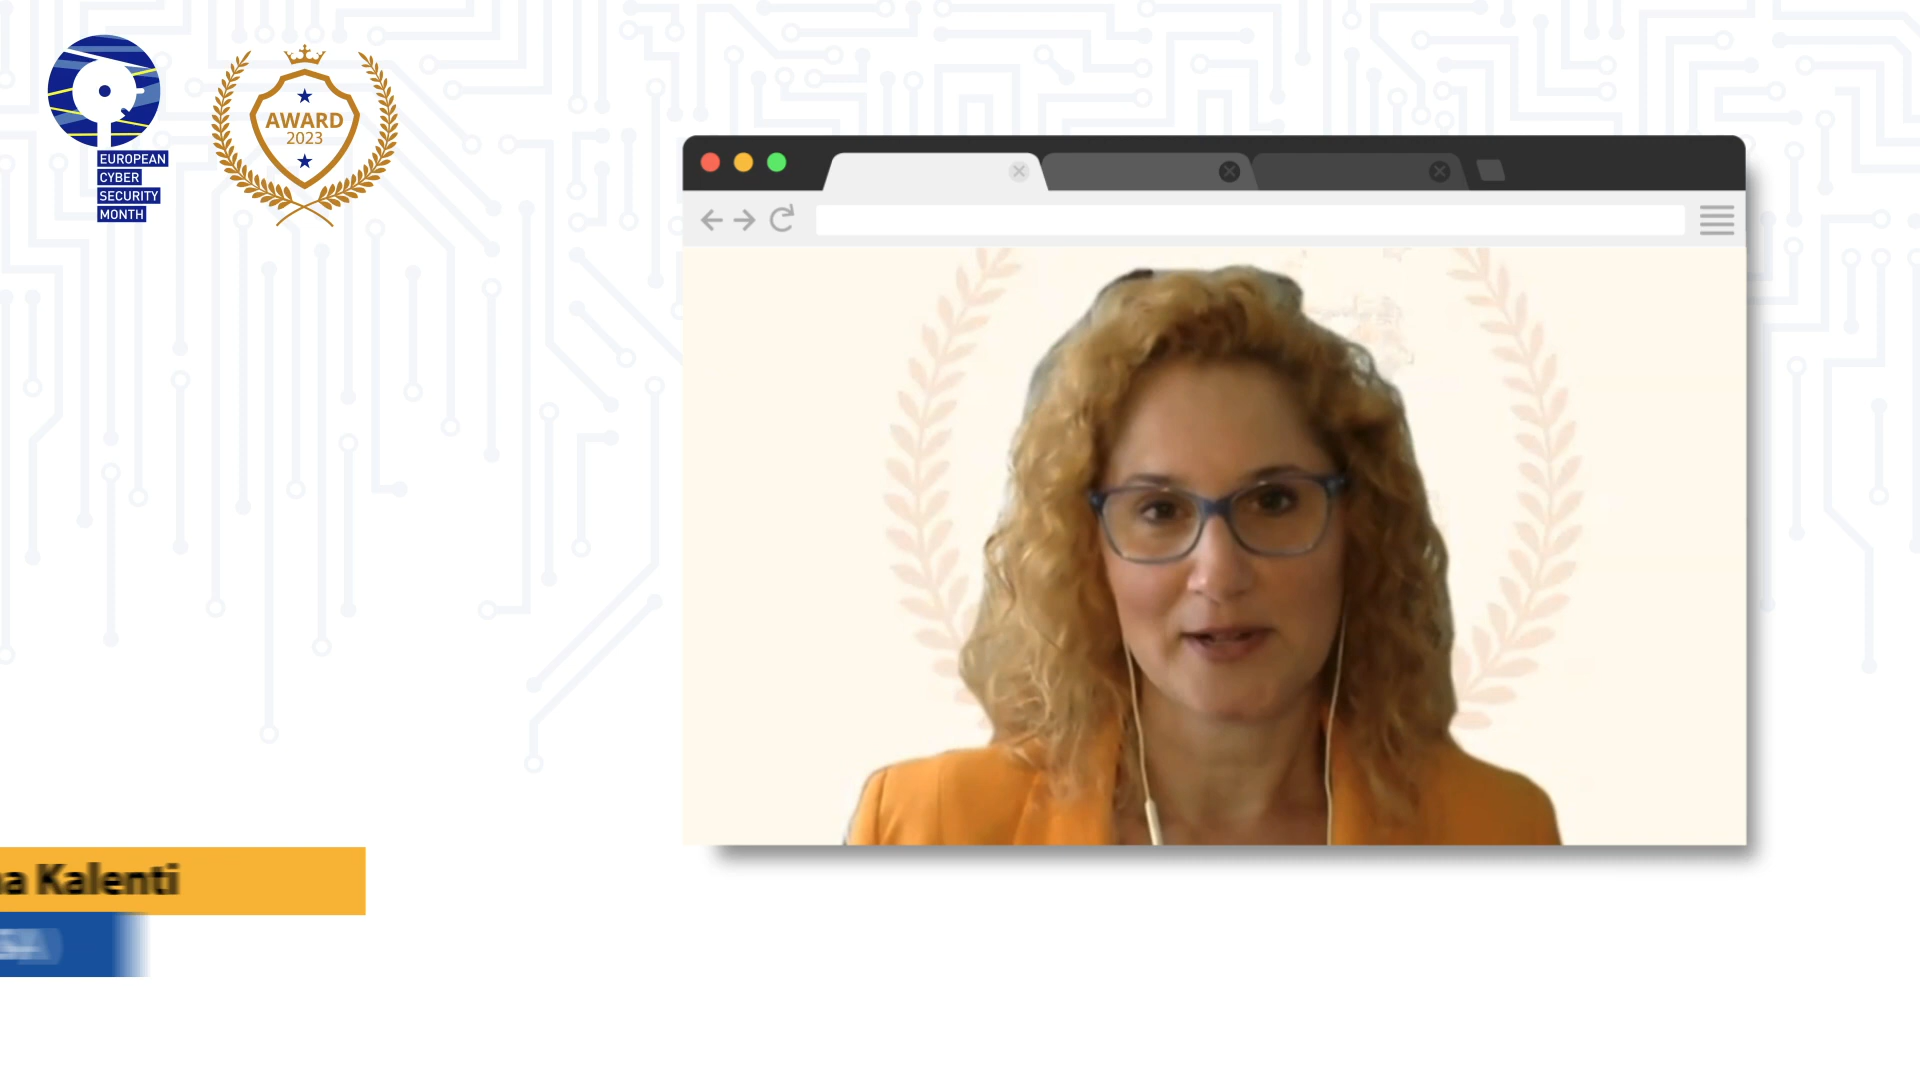 EUROPEAN
CYBER
SECURITY
MONTH
AWARD
2023
Kalenti